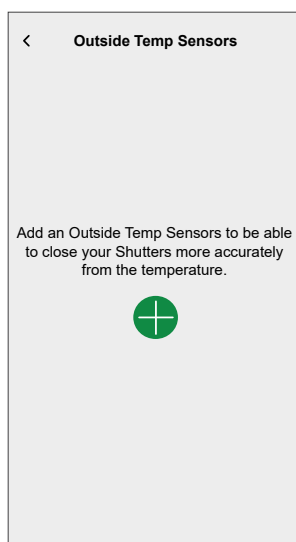 Outside Temp Sensors
Add an Outside Temp Sensors to be able
to close your Shutters more accurately
from the temperature.